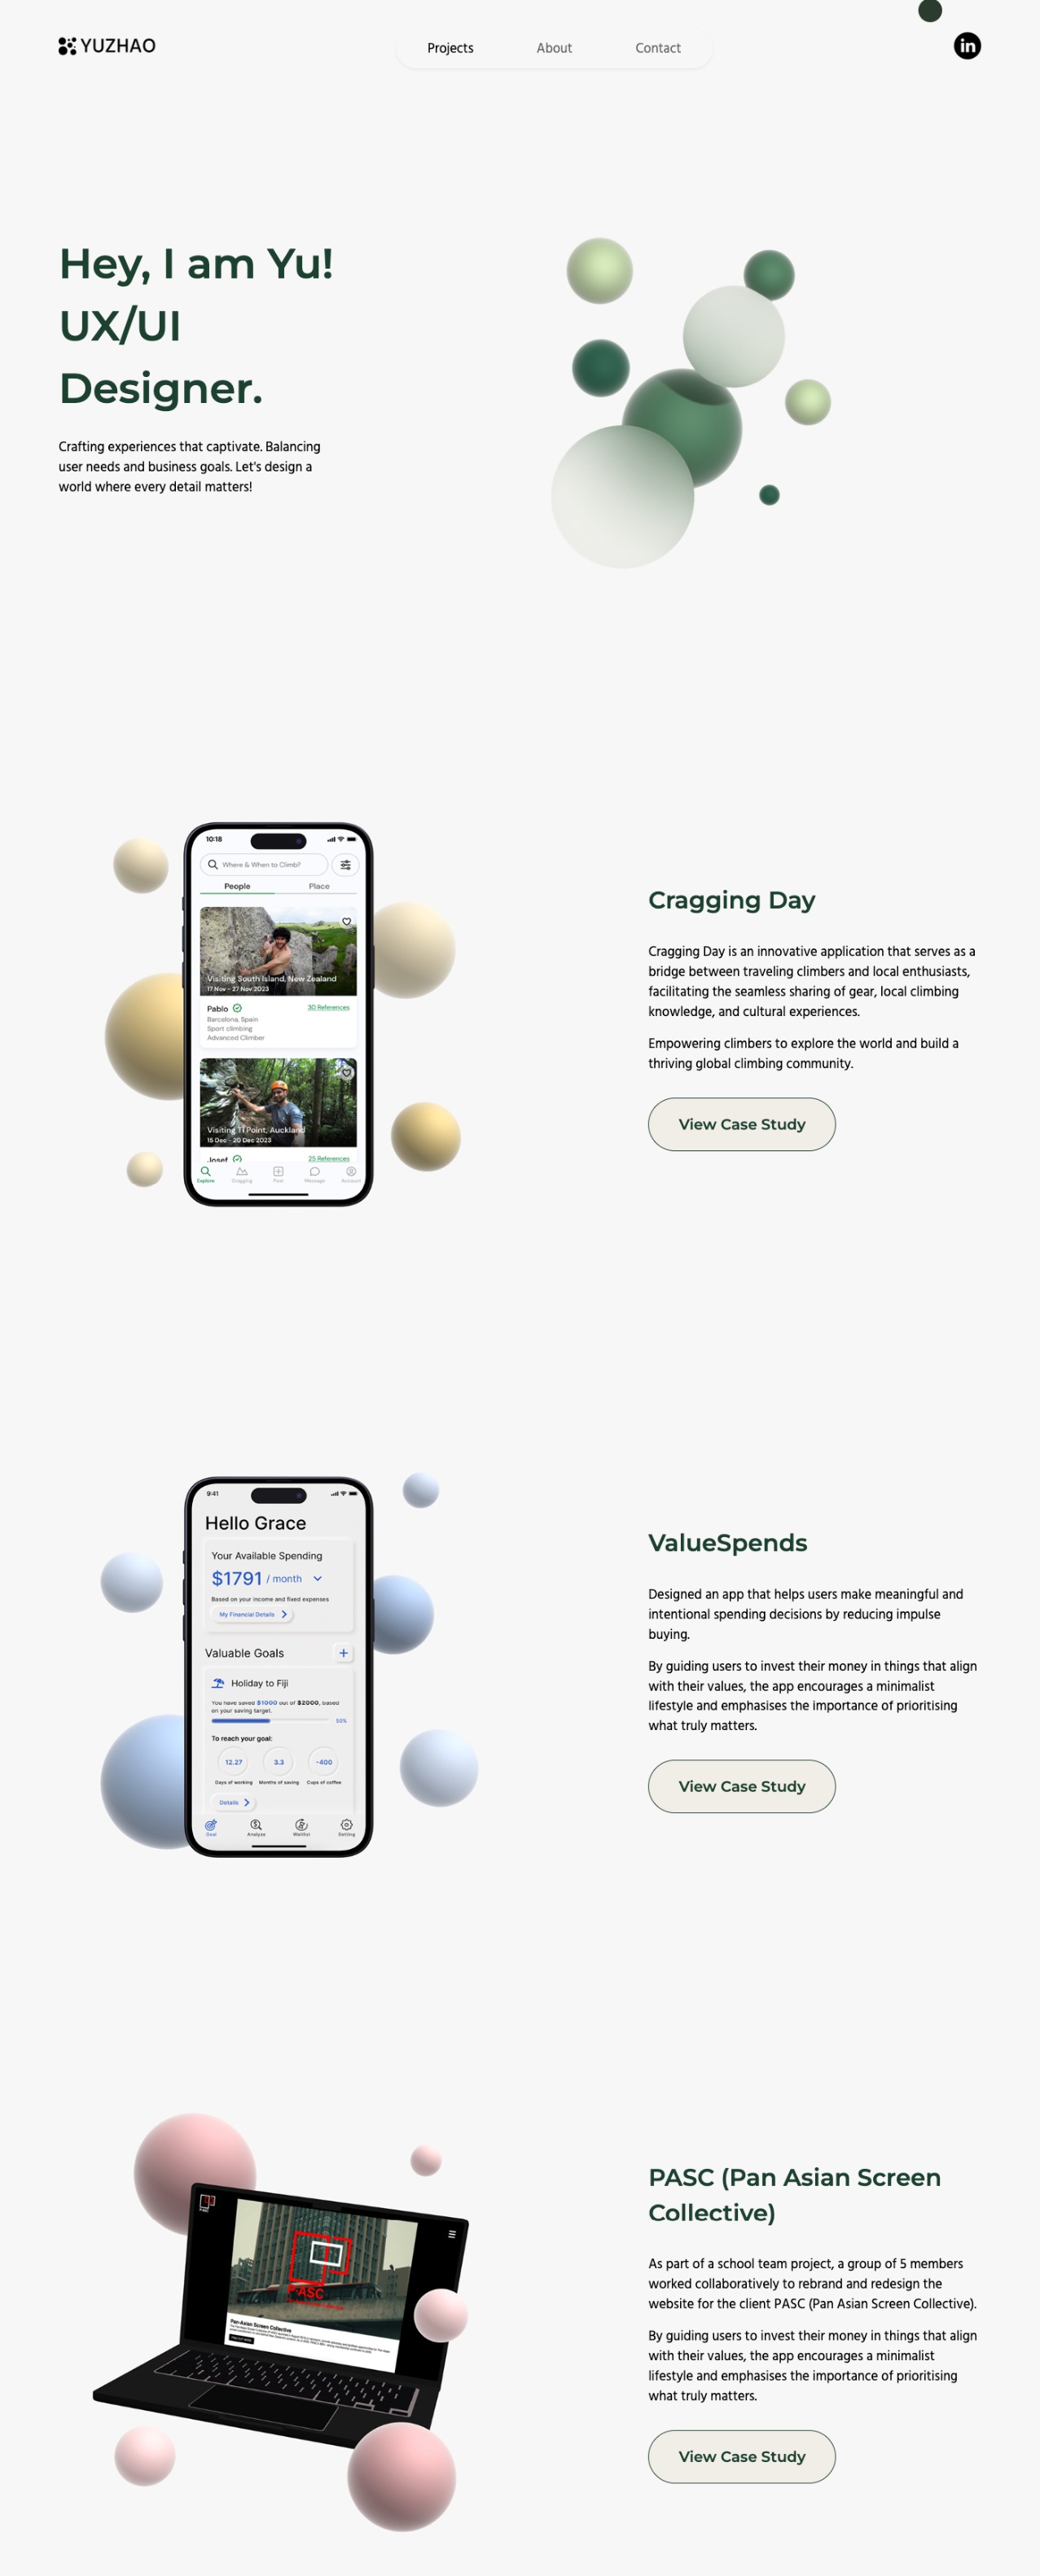 YUZHAO
Projects
About
Contact
in
Hey, I am Yu!
UX/UI
Designer.
Crafting experiences that captivate. Balancing
user needs and business goals. Let's design a
world where every detail matters!
10:18
Where & When to Climb?
People
Place
Visiting South Island, New Zealand
17 Nov - 27 Nov 2023
Pablo
30 References
Barcelona, Spain
Sport climbing
Advanced Climber
Visiting Ti Point, Auckland
15 Dec - 20 Dec 2023
Josef
25 References
Explore
Cragging
Post
Message
Account
Cragging Day
Cragging Day is an innovative application that serves as a
bridge between traveling climbers and local enthusiasts,
facilitating the seamless sharing of gear, local climbing
knowledge, and cultural experiences.
Empowering climbers to explore the world and build a
thriving global climbing community.
View Case Study
9:41
Hello Grace
Your Available Spending
$1791 / month
Based on your income and fixed expenses
My Financial Details
Valuable Goals
Holiday to Fiji
You have saved $1000 out of $2000, based
on your saving target.
50%
To reach your goal:
12.27
3.3
~400
Days of working
Months of saving
Cups of coffee
Details
Goal
Analyze
Waitlist
Setting
ValueSpends
Designed an app that helps users make meaningful and
intentional spending decisions by reducing impulse
buying.
By guiding users to invest their money in things that align
with their values, the app encourages a minimalist
lifestyle and emphasises the importance of prioritising
what truly matters.
View Case Study
PASC
Pan-Asian Screen Collective
PASC (Pan Asian Screen
Collective)
As part of a school team project, a group of 5 members
worked collaboratively to rebrand and redesign the
website for the client PASC (Pan Asian Screen Collective).
By guiding users to invest their money in things that align
with their values, the app encourages a minimalist
lifestyle and emphasises the importance of prioritising
what truly matters.
View Case Study